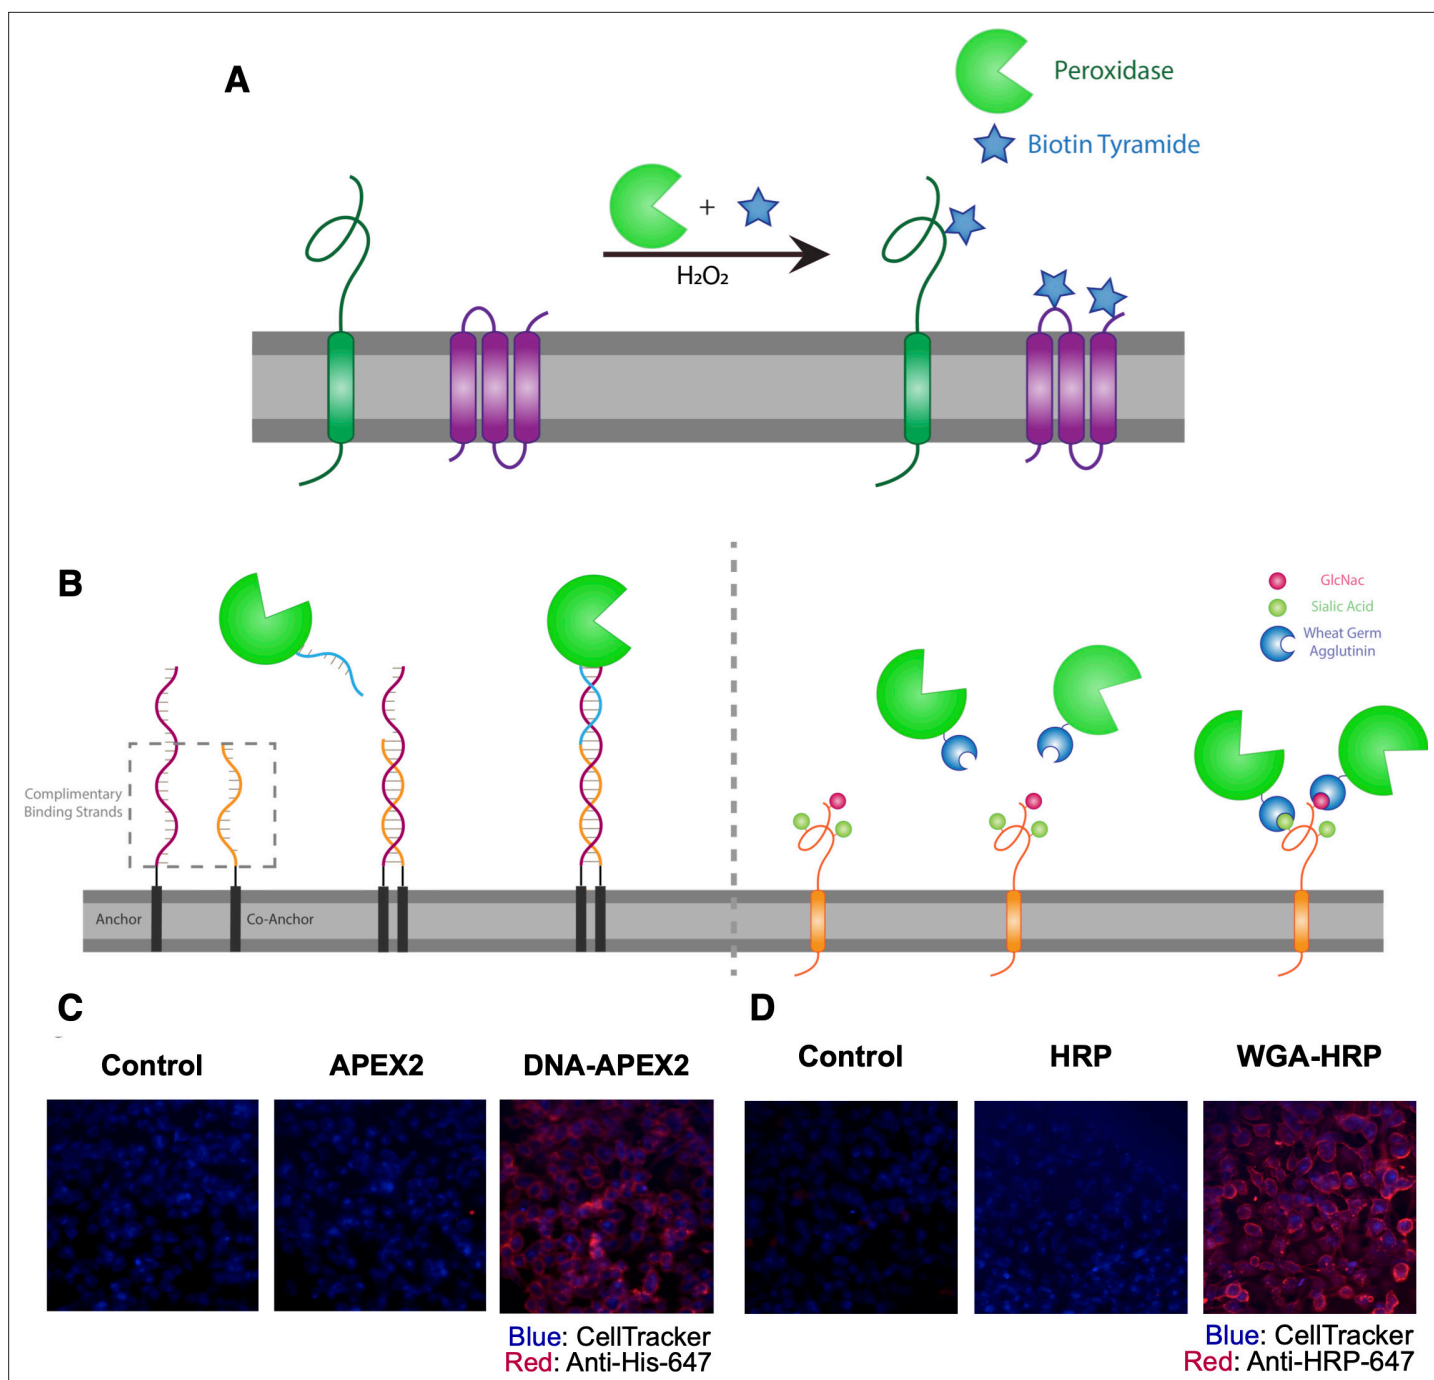 A
Peroxidase
Biotin Tyramide
+
H₂O₂
B
GlcNac
Sialic Acid
Wheat Germ
Agglutinin
Complimentary
Binding Strands
Anchor
Co-Anchor
C
D
Control
APEX2
DNA-APEX2
Control
HRP
WGA-HRP
Blue: CellTracker
Red: Anti-His-647
Blue: CellTracker
Red: Anti-HRP-647